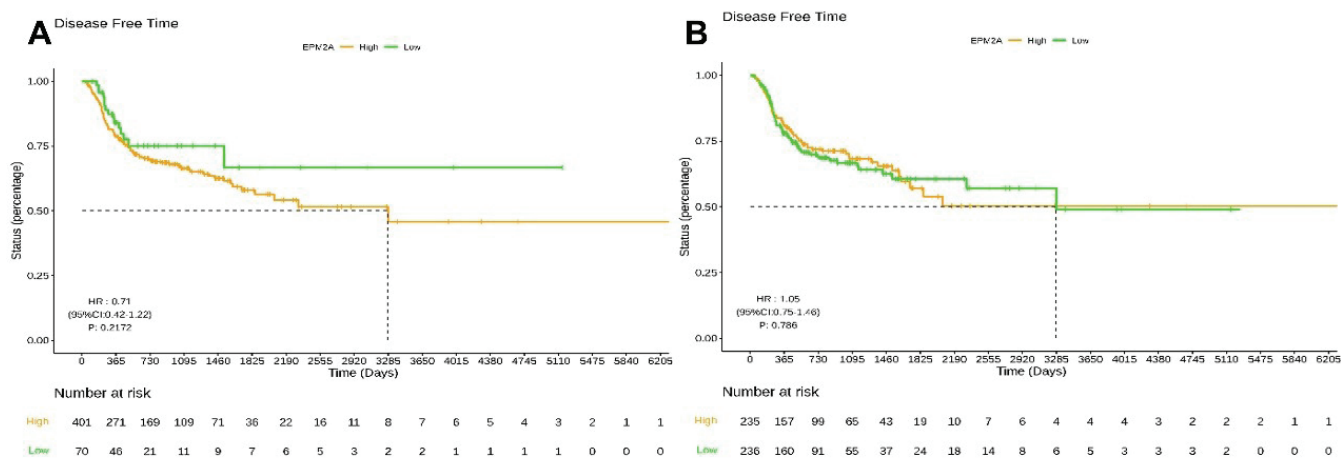 A Disease Free Time
EPM2A High Low
1.00
0.75
0.50
0.25
0.00
Status (percentage)
HR : 0.71
(95%CI:0.42-1.22)
P: 0.2172
0 365 730 1095 1460 1825 2190 2555 2920 3285 3650 4015 4380 4745 5110 5475 5840 6205
Time (Days)
Number at risk
High 401 271 169 109 71 36 22 16 11 8 7 6 5 4 3 2 1 1
Low 70 46 21 11 9 7 6 5 3 2 2 1 1 1 1 0 0 0
B Disease Free Time
EPM2A High Low
1.00
0.75
0.50
0.25
0.00
Status (percentage)
HR : 1.05
(95%CI:0.75-1.46)
P: 0.786
0 365 730 1095 1460 1825 2190 2555 2920 3285 3650 4015 4380 4745 5110 5475 5840 6205
Time (Days)
Number at risk
High 235 157 99 65 43 19 10 7 6 4 4 4 3 2 2 2 1 1
Low 236 160 91 55 37 24 18 14 8 6 5 3 3 3 2 0 0 0